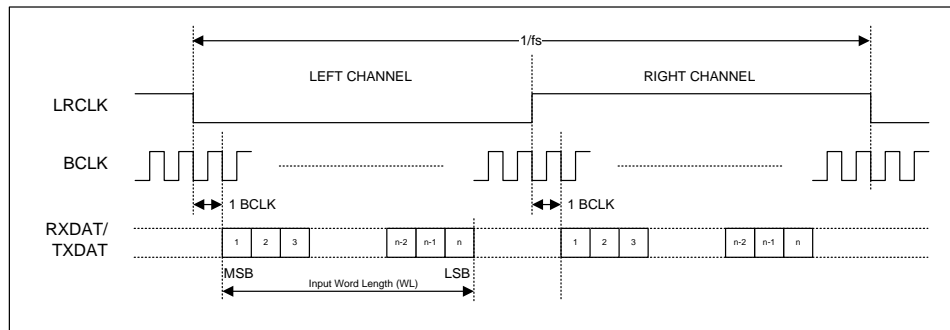 1/fs
LEFT CHANNEL
RIGHT CHANNEL
LRCLK
BCLK
1 BCLK
1 BCLK
RXDAT/
TXDAT
1 2 3 n-2 n-1 n
1 2 3 n-2 n-1 n
MSB
LSB
Input Word Length (WL)